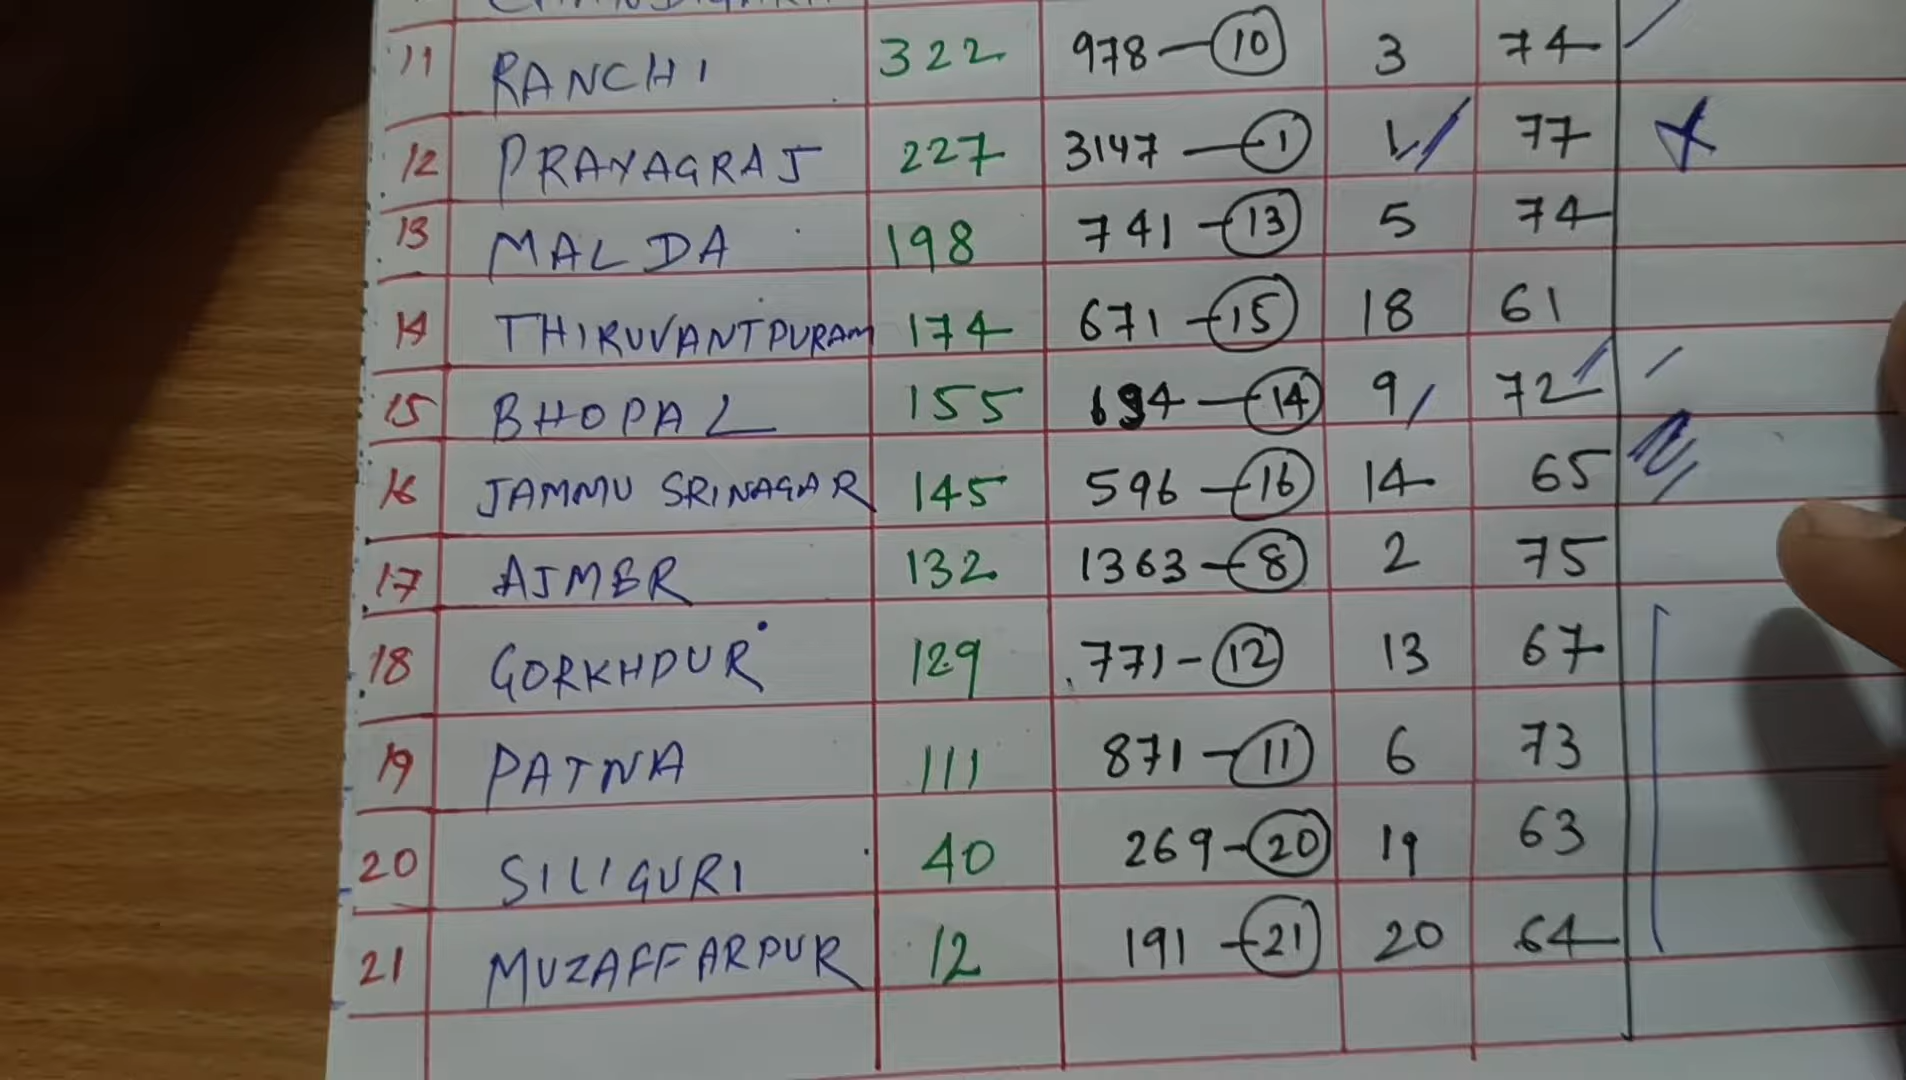 11 RANCHI 322 978 — 10 3 74
12 PRAYAGRAJ 227 3147 — 1 1 77
13 MALDA 198 741 - 13 5 74
14 THIRUVANTPURAM 174 671 - 15 18 61
15 BHOPAL 155 694 — 14 9 72
16 JAMMU SRINAGAR 145 596 - 16 14 65
17 AJMER 132 1363 - 8 2 75
18 GORKHPUR 129 771 - 12 13 67
19 PATNA 111 871 - 11 6 73
20 SILIGURI 40 269 - 20 19 63
21 MUZAFFARPUR 12 191 - 21 20 64